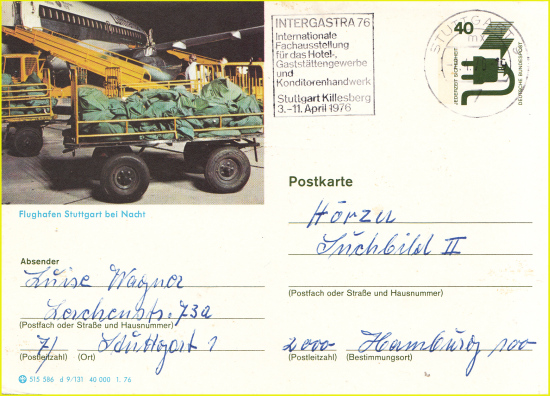 INTERGASTRA 76
Internationale
Fachausstellung
für das Hotel-,
Gaststättengewerbe
und
Konditorenhandwerk
Stuttgart Killesberg
3.–11. April 1976
STUTTGART
40
JEDERZEIT SICHERHEIT
DEUTSCHE BUNDESPOST
Flughafen Stuttgart bei Nacht
Postkarte
Hörzu
Suchbild II
(Postfach oder Straße und Hausnummer)
2000 Hamburg 100
(Postleitzahl) (Bestimmungsort)
Absender
Luise Wagner
Lerchenstr. 73a
(Postfach oder Straße und Hausnummer)
7/ Stuttgart 1
(Postleitzahl) (Ort)
515 586 d 9/131 40 000 1. 76